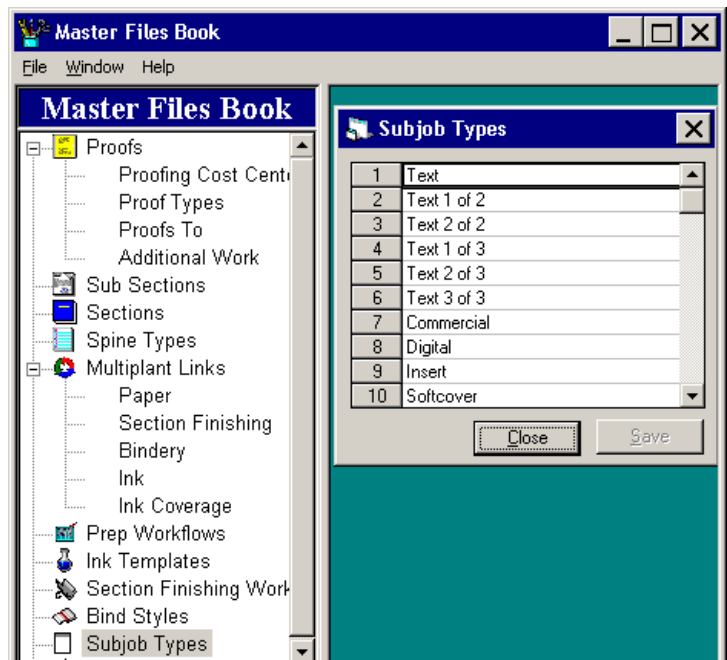 Master Files Book
File Window Help
Master Files Book
Proofs
Proofing Cost Cent
Proof Types
Proofs To
Additional Work
Sub Sections
Sections
Spine Types
Multiplant Links
Paper
Section Finishing
Bindery
Ink
Ink Coverage
Prep Workflows
Ink Templates
Section Finishing Work
Bind Styles
Subjob Types
Subjob Types
1 Text
2 Text 1 of 2
3 Text 2 of 2
4 Text 1 of 3
5 Text 2 of 3
6 Text 3 of 3
7 Commercial
8 Digital
9 Insert
10 Softcover
Close Save